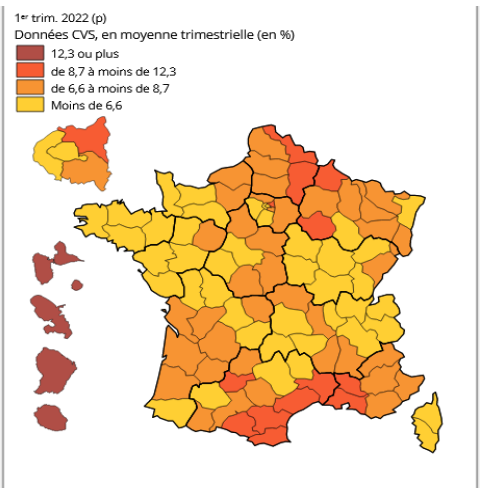 1er trim. 2022 (p)
Données CVS, en moyenne trimestrielle (en %)
12,3 ou plus
de 8,7 à moins de 12,3
de 6,6 à moins de 8,7
Moins de 6,6